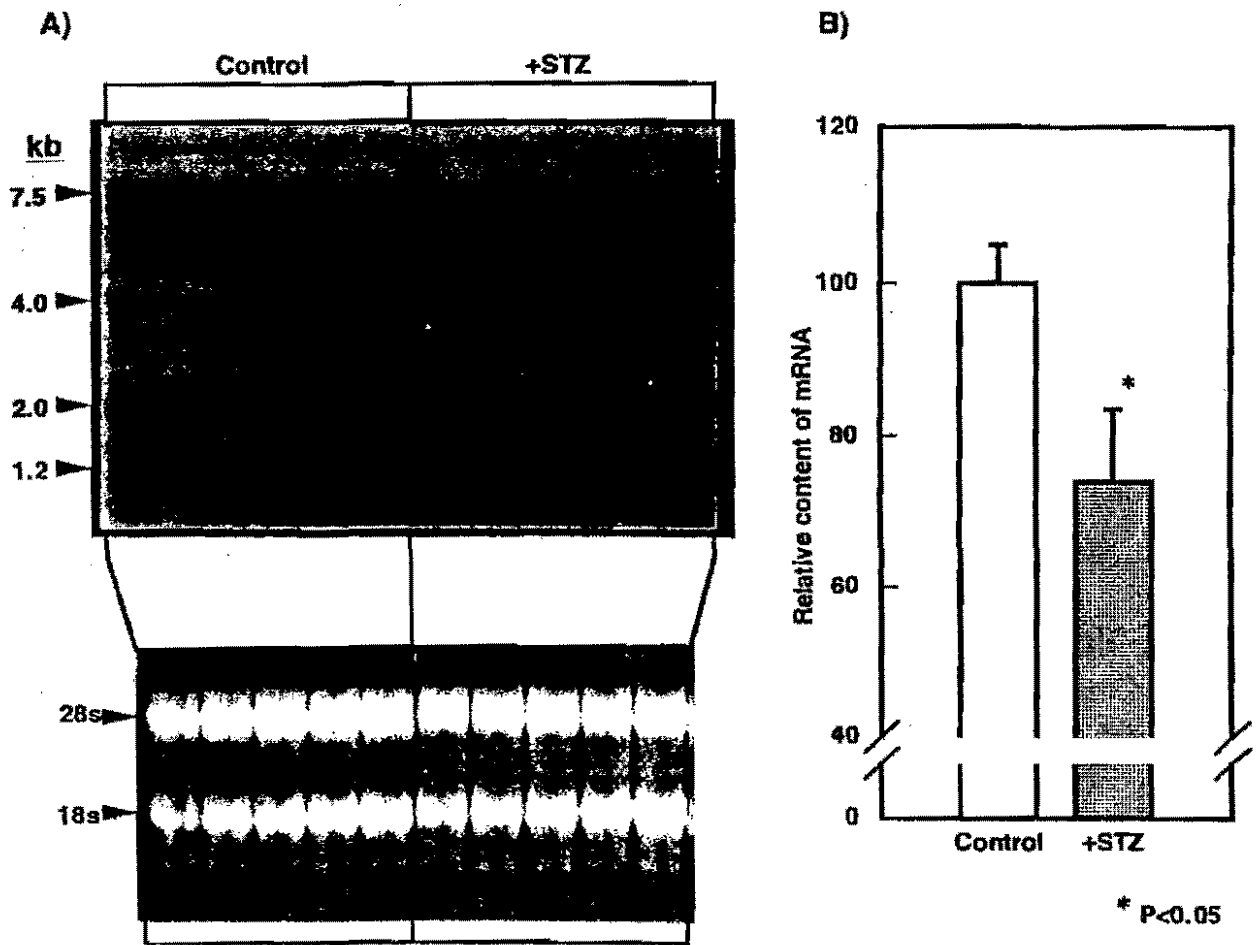 A)
Control +STZ
kb
7.5
4.0
2.0
1.2
28s
18s
B)
Relative content of mRNA
120
100
80
60
40
0
*
Control +STZ
* P<0.05